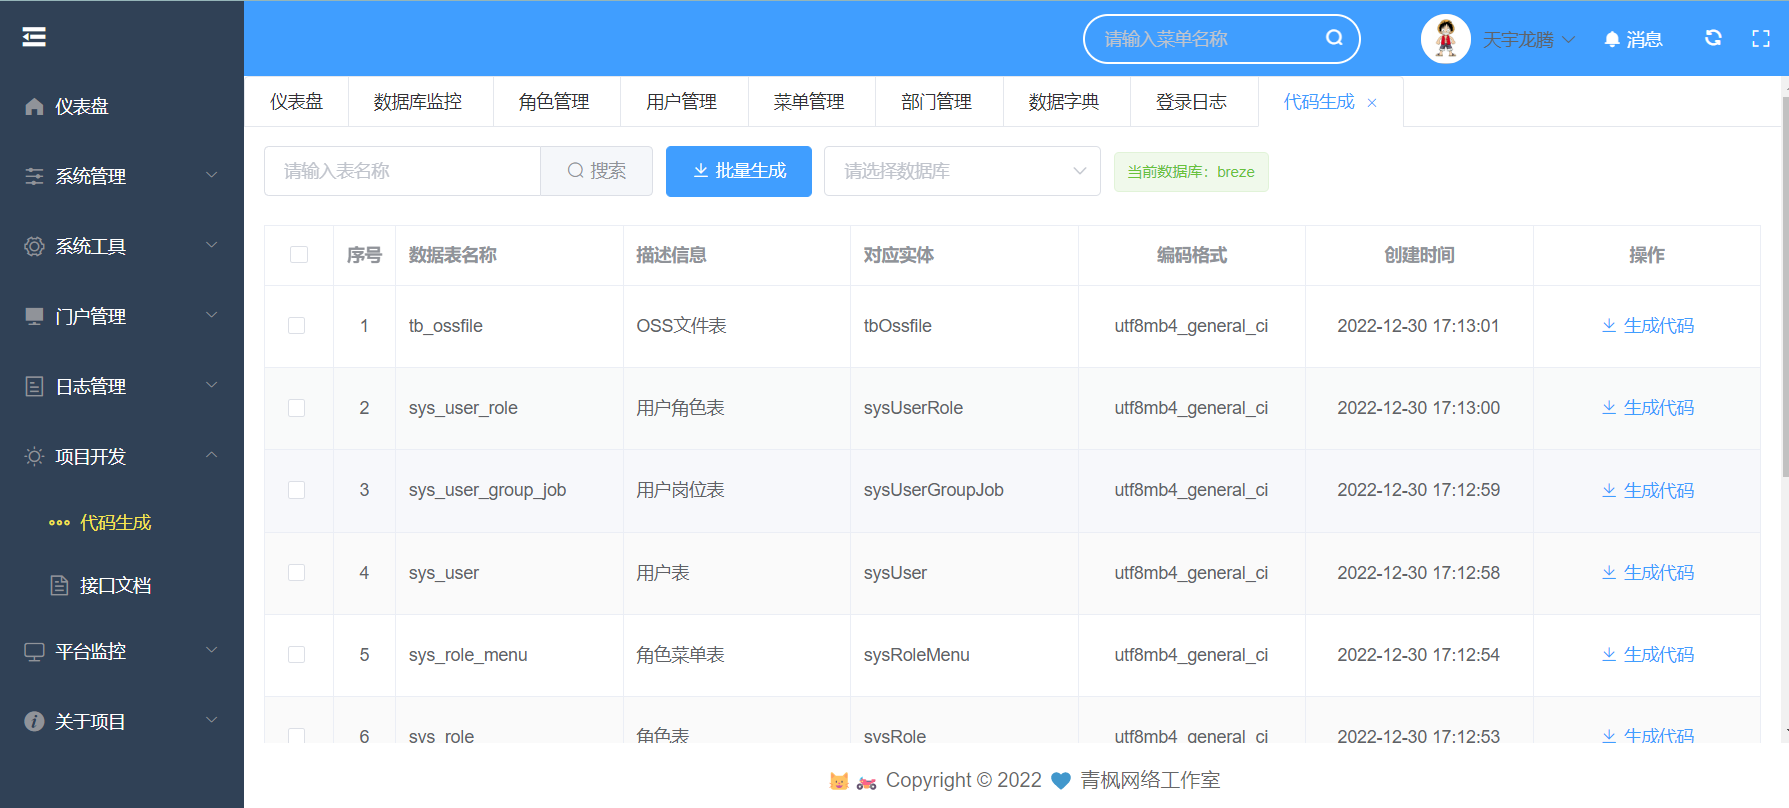 请输入菜单名称
天宇龙腾
消息
仪表盘
系统管理
系统工具
门户管理
日志管理
项目开发
代码生成
接口文档
平台监控
关于项目
仪表盘 数据库监控 角色管理 用户管理 菜单管理 部门管理 数据字典 登录日志 代码生成 ×
请输入表名称 搜索 批量生成 请选择数据库 当前数据库：breze
序号 数据表名称 描述信息 对应实体 编码格式 创建时间 操作
1 tb_ossfile OSS文件表 tbOssfile utf8mb4_general_ci 2022-12-30 17:13:01 生成代码
2 sys_user_role 用户角色表 sysUserRole utf8mb4_general_ci 2022-12-30 17:13:00 生成代码
3 sys_user_group_job 用户岗位表 sysUserGroupJob utf8mb4_general_ci 2022-12-30 17:12:59 生成代码
4 sys_user 用户表 sysUser utf8mb4_general_ci 2022-12-30 17:12:58 生成代码
5 sys_role_menu 角色菜单表 sysRoleMenu utf8mb4_general_ci 2022-12-30 17:12:54 生成代码
6 sys_role 角色表 sysRole utf8mb4_general_ci 2022-12-30 17:12:53 生成代码
Copyright © 2022 青枫网络工作室